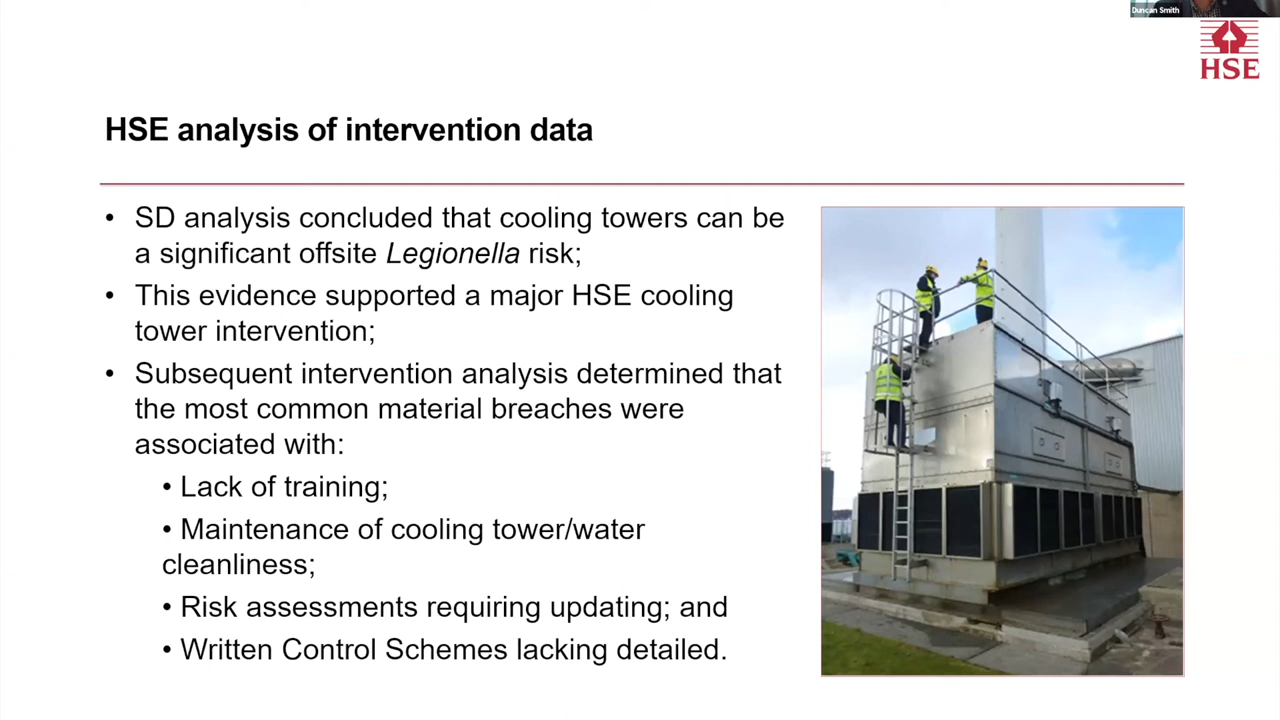 Duncan Smith
HSE
HSE analysis of intervention data
• SD analysis concluded that cooling towers can be
a significant offsite Legionella risk;
• This evidence supported a major HSE cooling
tower intervention;
• Subsequent intervention analysis determined that
the most common material breaches were
associated with:
• Lack of training;
• Maintenance of cooling tower/water
cleanliness;
• Risk assessments requiring updating; and
• Written Control Schemes lacking detailed.